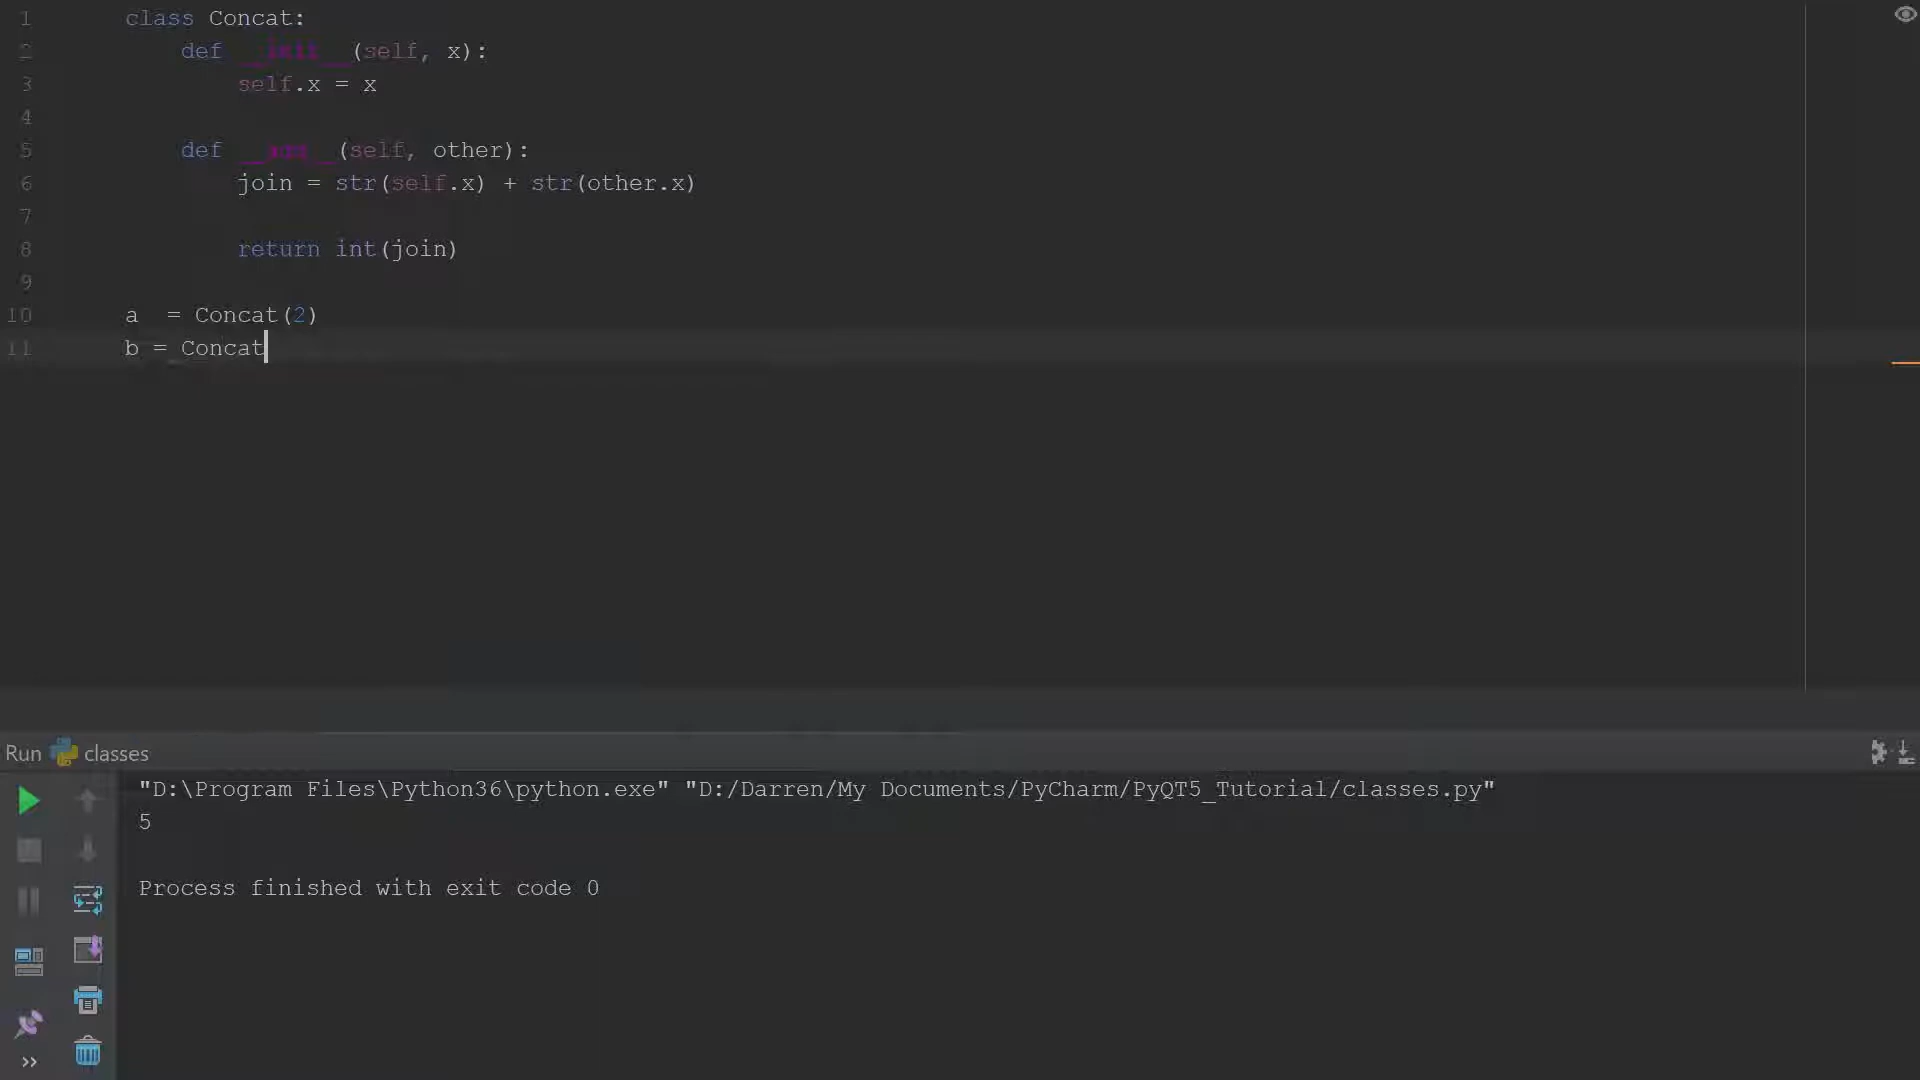 1 class Concat:
2 def __init__(self, x):
3 self.x = x
4
5 def __add__(self, other):
6 join = str(self.x) + str(other.x)
7
8 return int(join)
9
10 a  = Concat(2)
11 b = Concat
Run classes
"D:\Program Files\Python36\python.exe" "D:/Darren/My Documents/PyCharm/PyQT5_Tutorial/classes.py"
5
Process finished with exit code 0